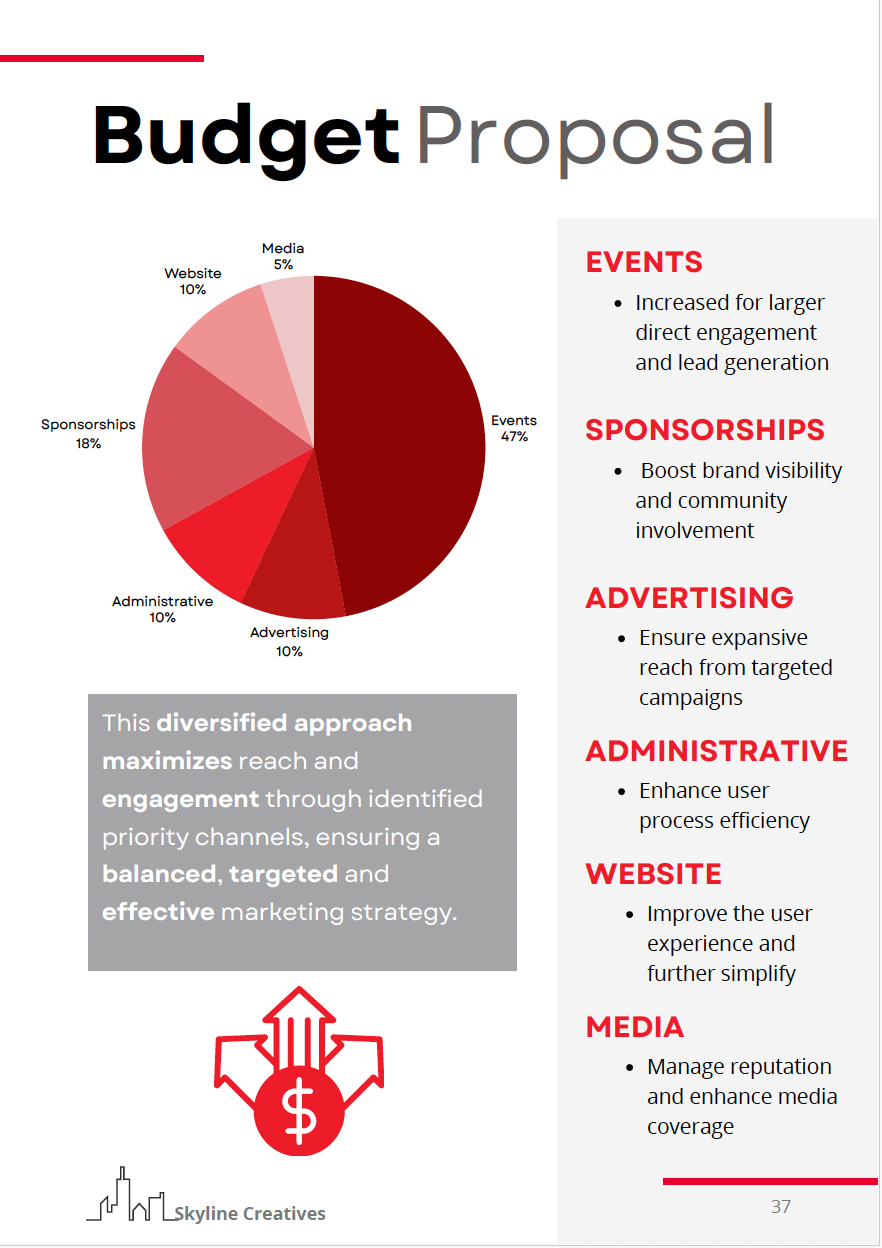 Budget Proposal
Media
5%
Website
10%
Sponsorships
18%
Events
47%
Administrative
10%
Advertising
10%
This diversified approach
maximizes reach and
engagement through identified
priority channels, ensuring a
balanced, targeted and
effective marketing strategy.
$
Skyline Creatives
EVENTS
• Increased for larger
direct engagement
and lead generation
SPONSORSHIPS
• Boost brand visibility
and community
involvement
ADVERTISING
• Ensure expansive
reach from targeted
campaigns
ADMINISTRATIVE
• Enhance user
process efficiency
WEBSITE
• Improve the user
experience and
further simplify
MEDIA
• Manage reputation
and enhance media
coverage
37